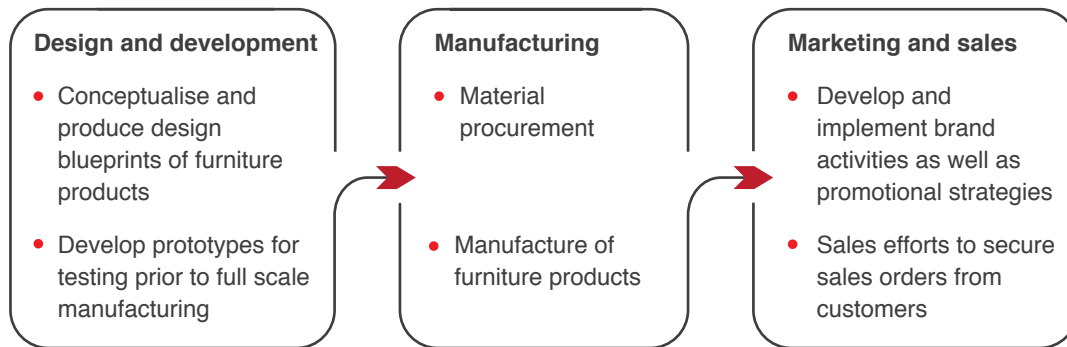 Design and development
• Conceptualise and
produce design
blueprints of furniture
products
• Develop prototypes for
testing prior to full scale
manufacturing
Manufacturing
• Material
procurement
• Manufacture of
furniture products
Marketing and sales
• Develop and
implement brand
activities as well as
promotional strategies
• Sales efforts to secure
sales orders from
customers